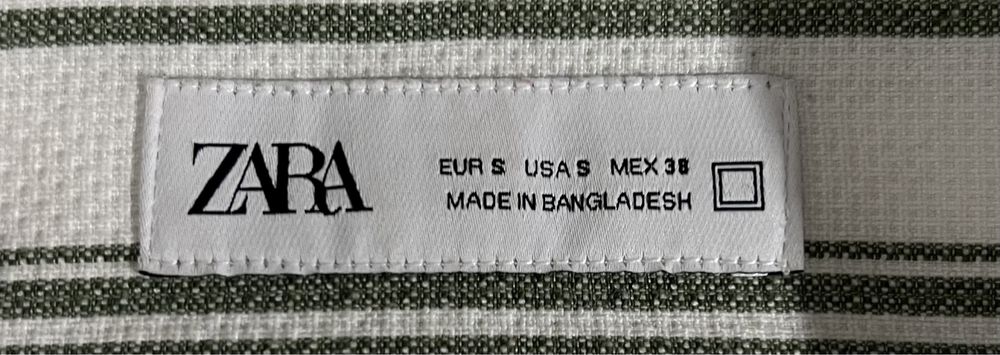 ZARA
EUR S USA S MEX 38
MADE IN BANGLADESH